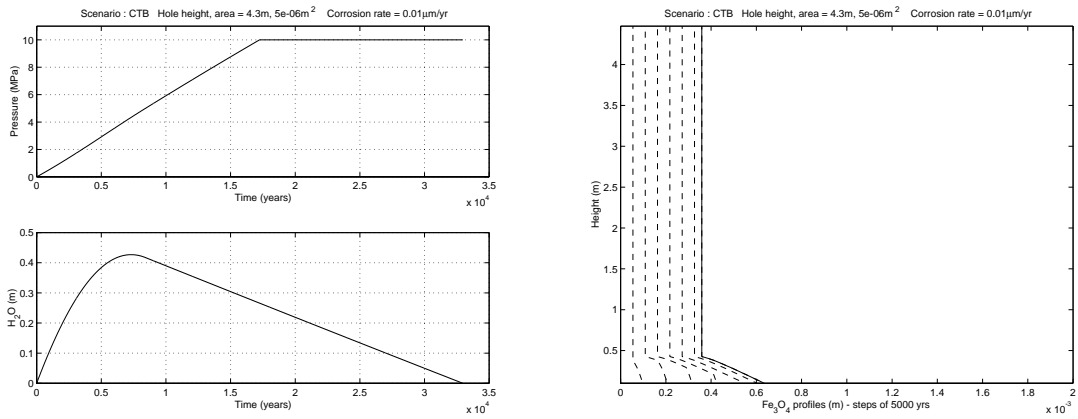 Scenario : CTB Hole height, area = 4.3m, 5e-06m² Corrosion rate = 0.01μm/yr
10
8
6
4
2
0
Pressure (MPa)
0 0.5 1 1.5 2 2.5 3 3.5
Time (years)
x 10⁴
0.5
0.4
0.3
0.2
0.1
0
H₂O (m)
0 0.5 1 1.5 2 2.5 3 3.5
Time (years)
x 10⁴
Scenario : CTB Hole height, area = 4.3m, 5e-06m² Corrosion rate = 0.01μm/yr
4
3.5
3
2.5
2
1.5
1
0.5
Height (m)
0 0.2 0.4 0.6 0.8 1 1.2 1.4 1.6 1.8 2
Fe₃O₄ profiles (m) - steps of 5000 yrs
x 10⁻³